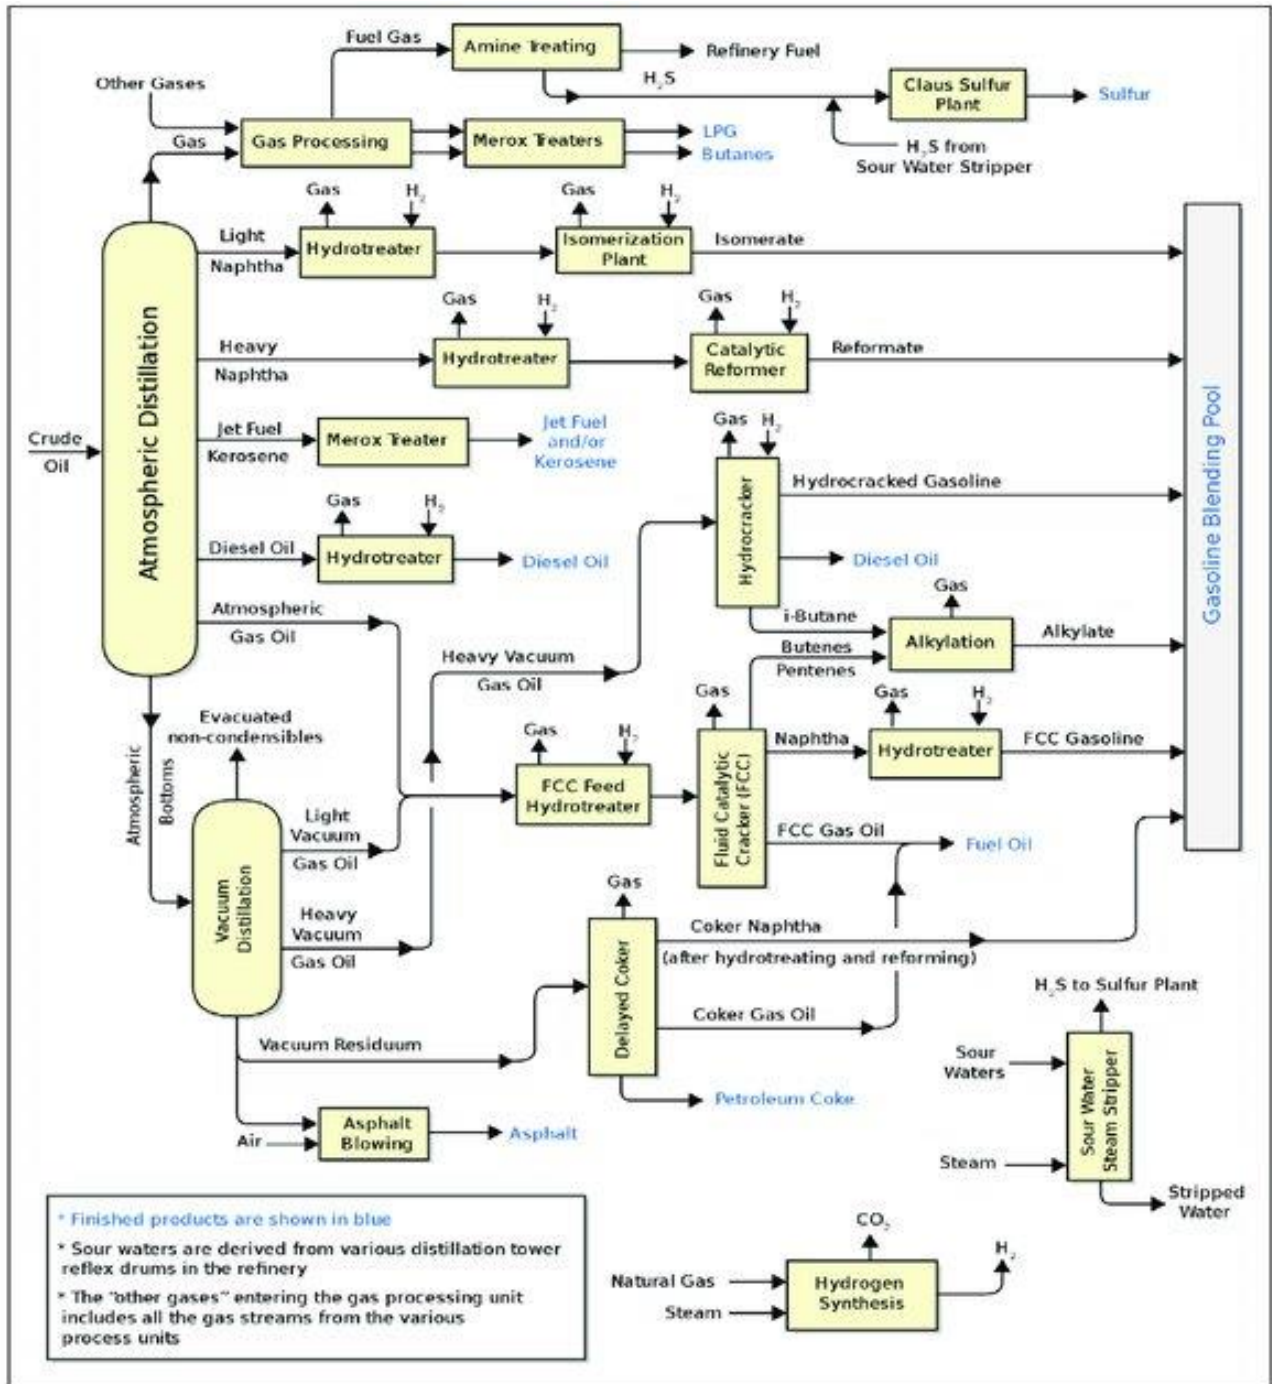 Fuel Gas
Amine Treating
Refinery Fuel
H2S
Claus Sulfur
Plant
Sulfur
Other Gases
Gas
Gas Processing
Merox Treaters
LPG
Butanes
H2S from
Sour Water Stripper
Gas
H2
Gas
H2
Light
Naphtha
Hydrotreater
Isomerization
Plant
Isomerate
Gas
H2
Gas
H2
Heavy
Naphtha
Hydrotreater
Catalytic
Reformer
Reformate
Atmospheric Distillation
Gasoline Blending Pool
Crude
Oil
Jet Fuel
Kerosene
Merox Treater
Jet Fuel
and/or
Kerosene
Gas
H2
Hydrocracker
Hydrocracked Gasoline
Diesel Oil
Gas
H2
Diesel Oil
Hydrotreater
Diesel Oil
Atmospheric
Gas Oil
i-Butane
Butenes
Pentenes
Gas
Alkylation
Alkylate
Heavy Vacuum
Gas Oil
Atmospheric
Bottoms
Evacuated
non-condensibles
Gas
H2
FCC Feed
Hydrotreater
Gas
Fluid Catalytic
Cracker (FCC)
Naphtha
Gas
H2
Hydrotreater
FCC Gasoline
FCC Gas Oil
Fuel Oil
Vacuum
Distillation
Light
Vacuum
Gas Oil
Heavy
Vacuum
Gas Oil
Gas
Delayed Coker
Coker Naphtha
(after hydrotreating and reforming)
Coker Gas Oil
Petroleum Coke
Vacuum Residuum
Air
Asphalt
Blowing
Asphalt
H2S to Sulfur Plant
Sour
Waters
Sour Water
Steam Stripper
Steam
Stripped
Water
* Finished products are shown in blue
* Sour waters are derived from various distillation tower
reflex drums in the refinery
* The "other gases" entering the gas processing unit
includes all the gas streams from the various
process units
CO2
H2
Natural Gas
Steam
Hydrogen
Synthesis